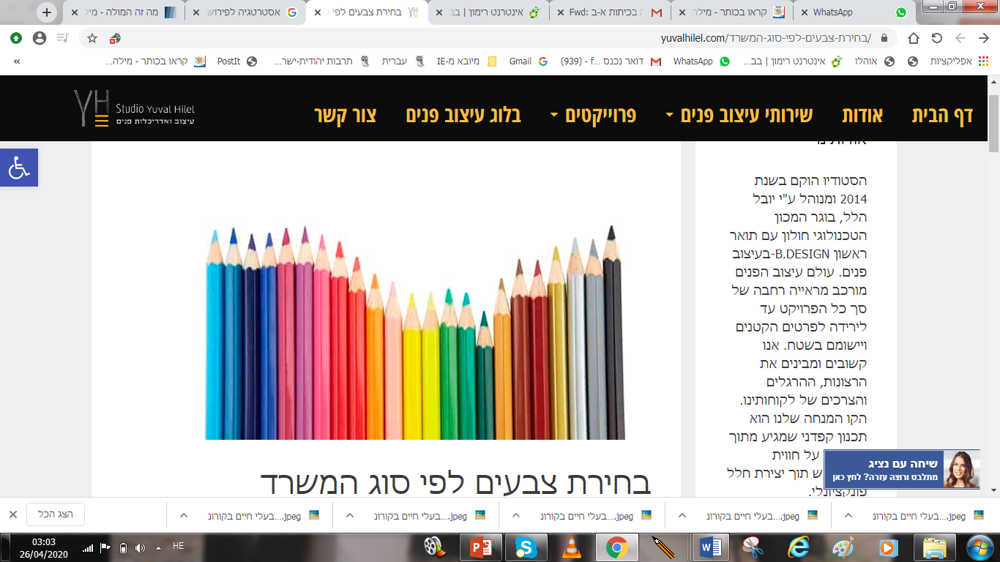 WhatsApp
קראו בכותר - מילה
Fwd: בכיתות א-ב
אינטרנט רימון | בב
בחירת צבעים לפי
אסטרטגיה לפירוש
מה זה המולה - מיל
yuvalhilel.com/בחירת-צבעים-לפי-סוג-המשרד/
אפליקציות
אוהלו
אינטרנט רימון | בב...
WhatsApp
דואר נכנס (939) - f...
Gmail
מיובא מ-IE
עברית
תרבות יהודית-ישר...
PostIt
קראו בכותר - מילה...
דף הבית
אודות
שירותי עיצוב פנים
פרוייקטים
בלוג עיצוב פנים
צור קשר
YH Studio Yuval Hilel
עיצוב ואדריכלות פנים
הסטודיו הוקם בשנת
2014 ומנוהל ע"י יובל
הלל, בוגר המכון
הטכנולוגי חולון עם תואר
ראשון B.DESIGN-בעיצוב
פנים. עולם עיצוב הפנים
מורכב מראייה רחבה של
סך כל הפרויקט עד
לירידה לפרטים הקטנים
ויישומם בשטח. אנו
קשובים ומבינים את
הרצונות, ההרגלים
והצרכים של לקוחותינו.
הקו המנחה שלנו הוא
תכנון קפדני שמגיע מתוך
על חווית
תוך יצירת חלל
פונקציונלי.
שיחה עם נציג
מתלבט ורוצה עזרה? לחץ כאן
בחירת צבעים לפי סוג המשרד
בעלי חיים בקורונ....jpeg
בעלי חיים בקורונ....jpeg
בעלי חיים בקורונ....jpeg
בעלי חיים בקורונ....jpeg
בעלי חיים בקורונ....jpeg
הצג הכל
HE
03:03
26/04/2020